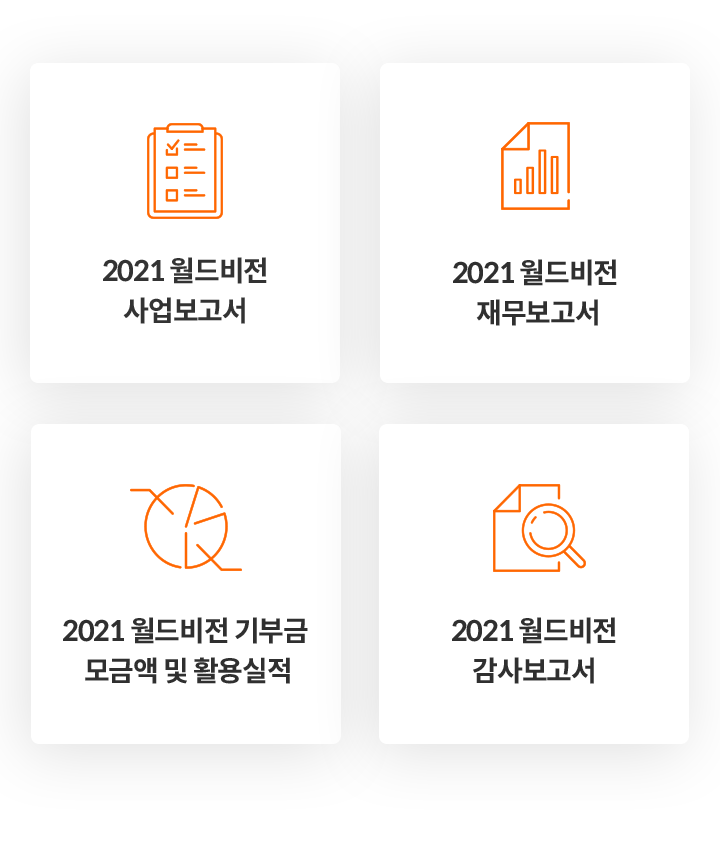 2021 월드비전
사업보고서
2021 월드비전
재무보고서
2021 월드비전 기부금
모금액 및 활용실적
2021 월드비전
감사보고서